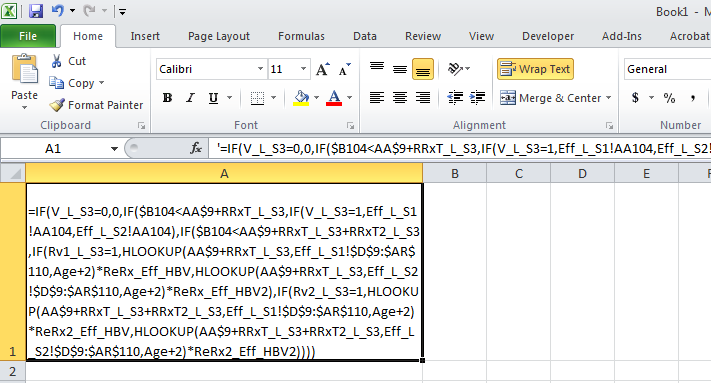 Book1 - M
File Home Insert Page Layout Formulas Data Review View Developer Add-Ins Acrobat
Paste
Cut
Copy
Format Painter
Clipboard
Calibri 11 A A
B I U A
Font
Wrap Text
Merge & Center
Alignment
General
$ % ,
Number
A1 fx '=IF(V_L_S3=0,0,IF($B104<AA$9+RRxT_L_S3,IF(V_L_S3=1,Eff_L_S1!AA104,Eff_L_S2!
A B C D E
1
=IF(V_L_S3=0,0,IF($B104<AA$9+RRxT_L_S3,IF(V_L_S3=1,Eff_L_S1
!AA104,Eff_L_S2!AA104),IF($B104<AA$9+RRxT_L_S3+RRxT2_L_S3
,IF(Rv1_L_S3=1,HLOOKUP(AA$9+RRxT_L_S3,Eff_L_S1!$D$9:$AR$
110,Age+2)*ReRx_Eff_HBV,HLOOKUP(AA$9+RRxT_L_S3,Eff_L_S2
!$D$9:$AR$110,Age+2)*ReRx_Eff_HBV2),IF(Rv2_L_S3=1,HLOOKU
P(AA$9+RRxT_L_S3+RRxT2_L_S3,Eff_L_S1!$D$9:$AR$110,Age+2)
*ReRx2_Eff_HBV,HLOOKUP(AA$9+RRxT_L_S3+RRxT2_L_S3,Eff_L
_S2!$D$9:$AR$110,Age+2)*ReRx2_Eff_HBV2))))
2